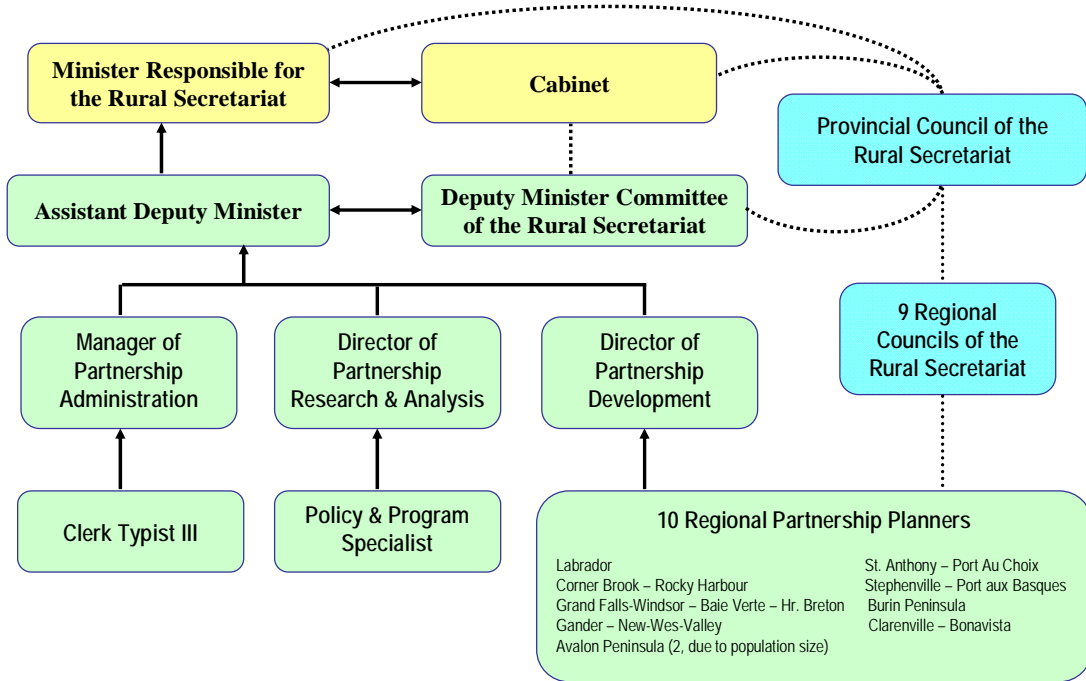 Minister Responsible for
the Rural Secretariat
Cabinet
Provincial Council of the
Rural Secretariat
Assistant Deputy Minister
Deputy Minister Committee
of the Rural Secretariat
9 Regional
Councils of the
Rural Secretariat
Manager of
Partnership
Administration
Director of
Partnership
Research & Analysis
Director of
Partnership
Development
Clerk Typist III
Policy & Program
Specialist
10 Regional Partnership Planners
Labrador
Corner Brook – Rocky Harbour
Grand Falls-Windsor – Baie Verte – Hr. Breton
Gander – New-Wes-Valley
Avalon Peninsula (2, due to population size)
St. Anthony – Port Au Choix
Stephenville – Port aux Basques
Burin Peninsula
Clarenville – Bonavista